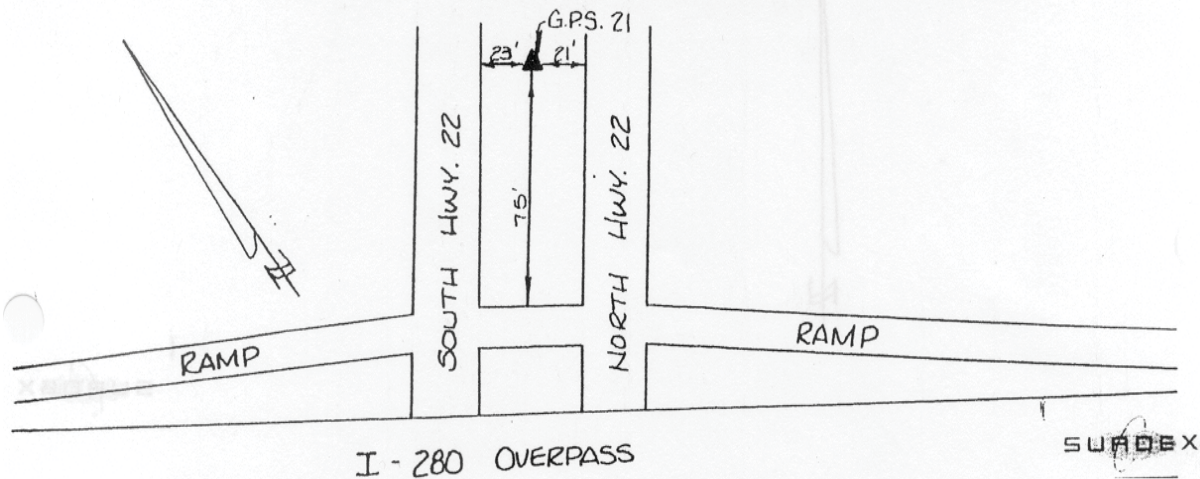 G.P.S. 21
23' 21'
75'
SOUTH HWY. 22
NORTH HWY. 22
RAMP
RAMP
I-280 OVERPASS
SURDEX